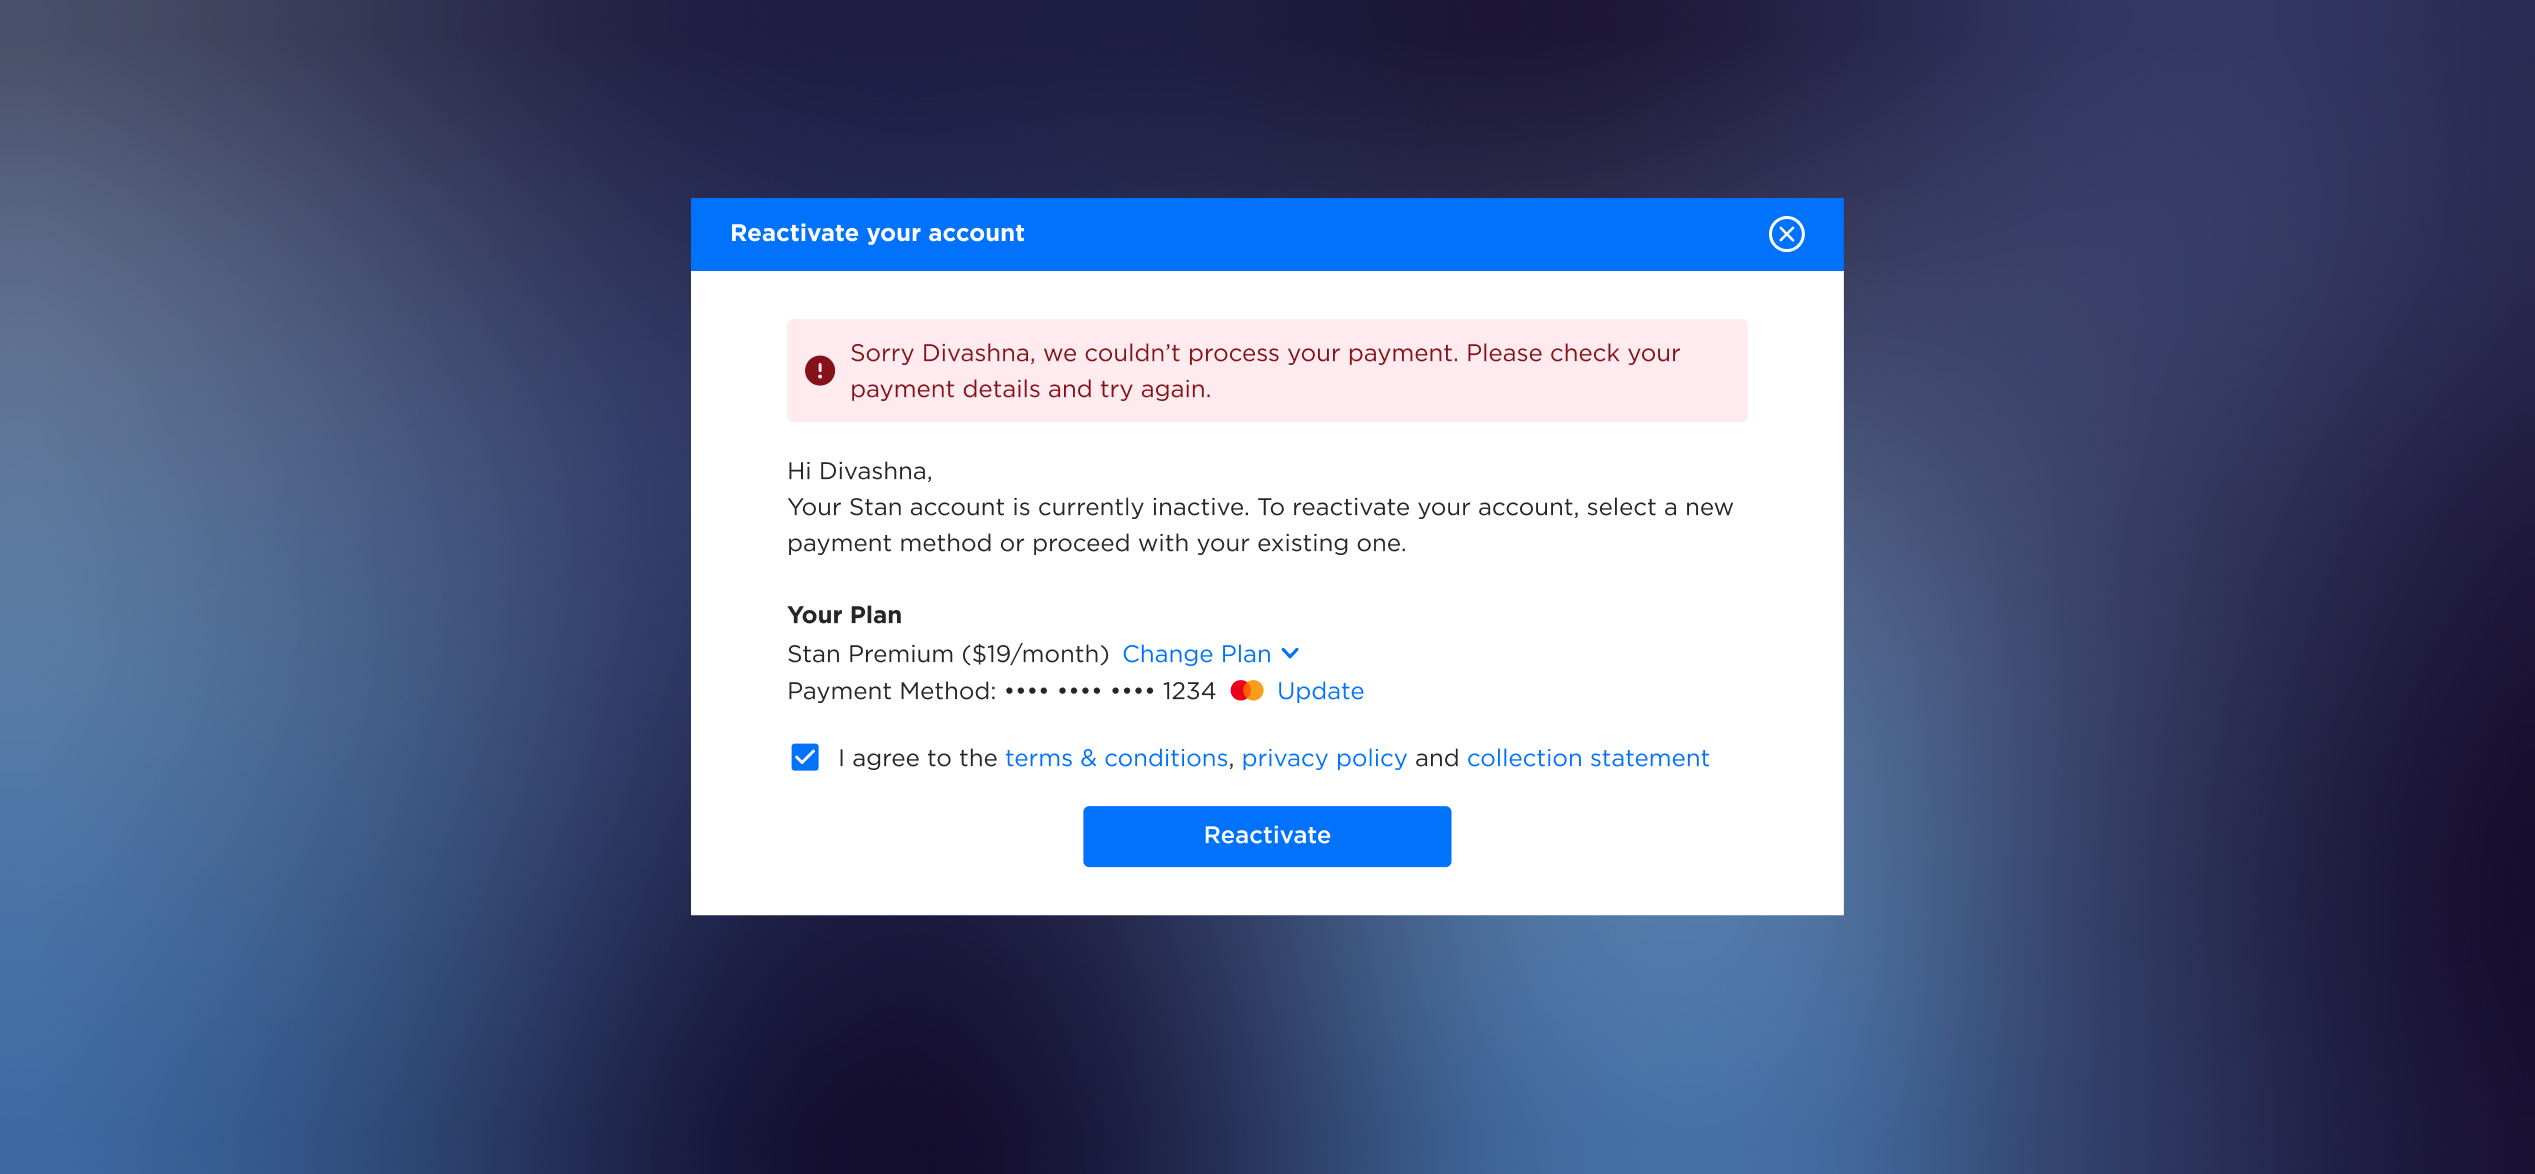 Reactivate your account
Sorry Divashna, we couldn’t process your payment. Please check your
payment details and try again.
Hi Divashna,
Your Stan account is currently inactive. To reactivate your account, select a new
payment method or proceed with your existing one.
Your Plan
Stan Premium ($19/month) Change Plan
Payment Method: •••• •••• •••• 1234 Update
I agree to the terms & conditions, privacy policy and collection statement
Reactivate